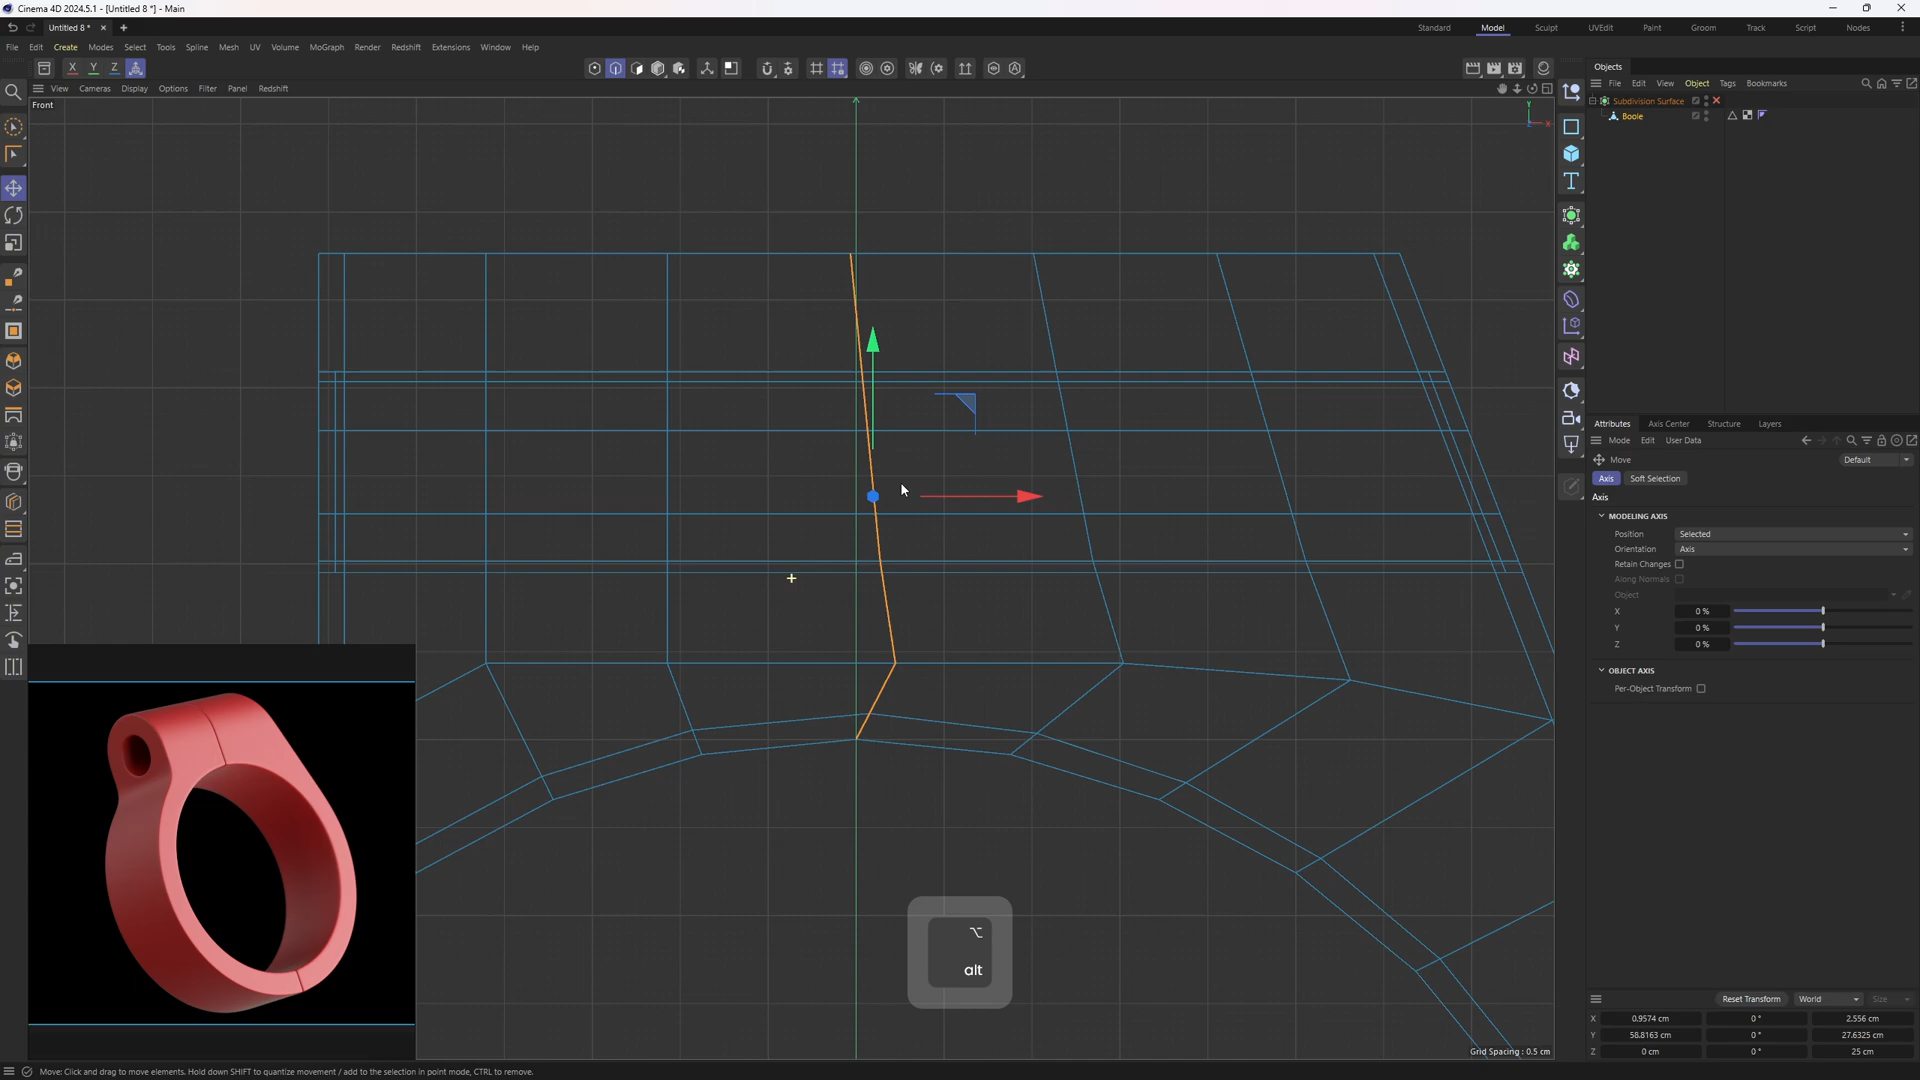 Cinema 4D 2024.5.1 - [Untitled 8 *] - Main
Untitled 8 *
Standard Model Sculpt UVEdit Paint Groom Track Script Nodes
File Edit Create Modes Select Tools Spline Mesh UV Volume MoGraph Render Redshift Extensions Window Help
X Y Z
Objects
View Cameras Display Options Filter Panel Redshift
File Edit View Object Tags Bookmarks
Front
Y
X
Subdivision Surface
Boole
Attributes Axis Center Structure Layers
Mode Edit User Data
Move
Default
Axis Soft Selection
Axis
MODELING AXIS
Position Selected
Orientation Axis
Retain Changes
Along Normals
Object
X 0 %
Y 0 %
Z 0 %
OBJECT AXIS
Per-Object Transform
alt
Reset Transform World Size
X 0.9574 cm 0 ° 2.556 cm
Y 58.8163 cm 0 ° 27.6325 cm
Z 0 cm 0 ° 25 cm
Grid Spacing : 0.5 cm
Move: Click and drag to move elements. Hold down SHIFT to quantize movement / add to the selection in point mode, CTRL to remove.